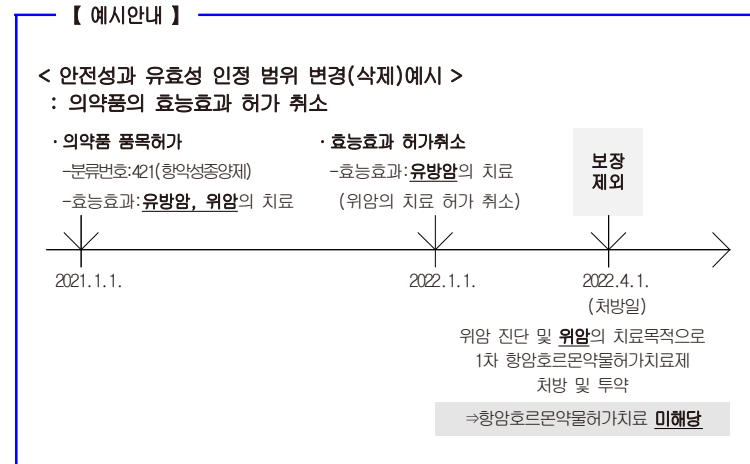 【 예시안내 】
< 안전성과 유효성 인정 범위 변경(삭제)예시 >
: 의약품의 효능효과 허가 취소
· 의약품 품목허가
-분류번호:421(항악성종양제)
-효능효과:유방암, 위암의 치료
· 효능효과 허가취소
-효능효과:유방암의 치료
(위암의 치료 허가 취소)
보장
제외
2021.1.1.
2022.1.1.
2022.4.1.
(처방일)
위암 진단 및 위암의 치료목적으로
1차 항암호르몬약물허가치료제
처방 및 투약
⇒항암호르몬약물허가치료 미해당